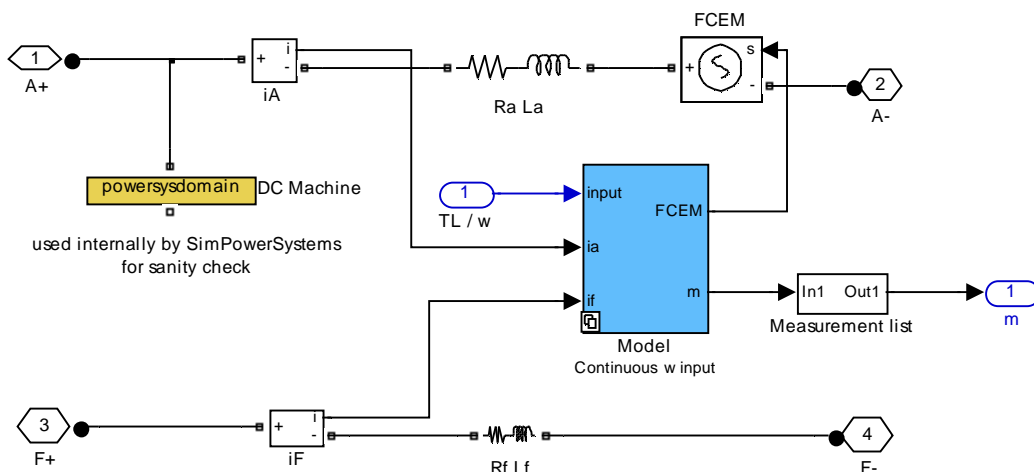 FCEM
1
A+
+
i
-
iA
Ra La
+
s
-
2
A-
powersysdomain
DC Machine
used internally by SimPowerSystems
for sanity check
1
TL / w
input
FCEM
ia
m
if
Model
Continuous w input
In1
Out1
Measurement list
1
m
3
F+
+
i
-
iF
Rf Lf
4
F-